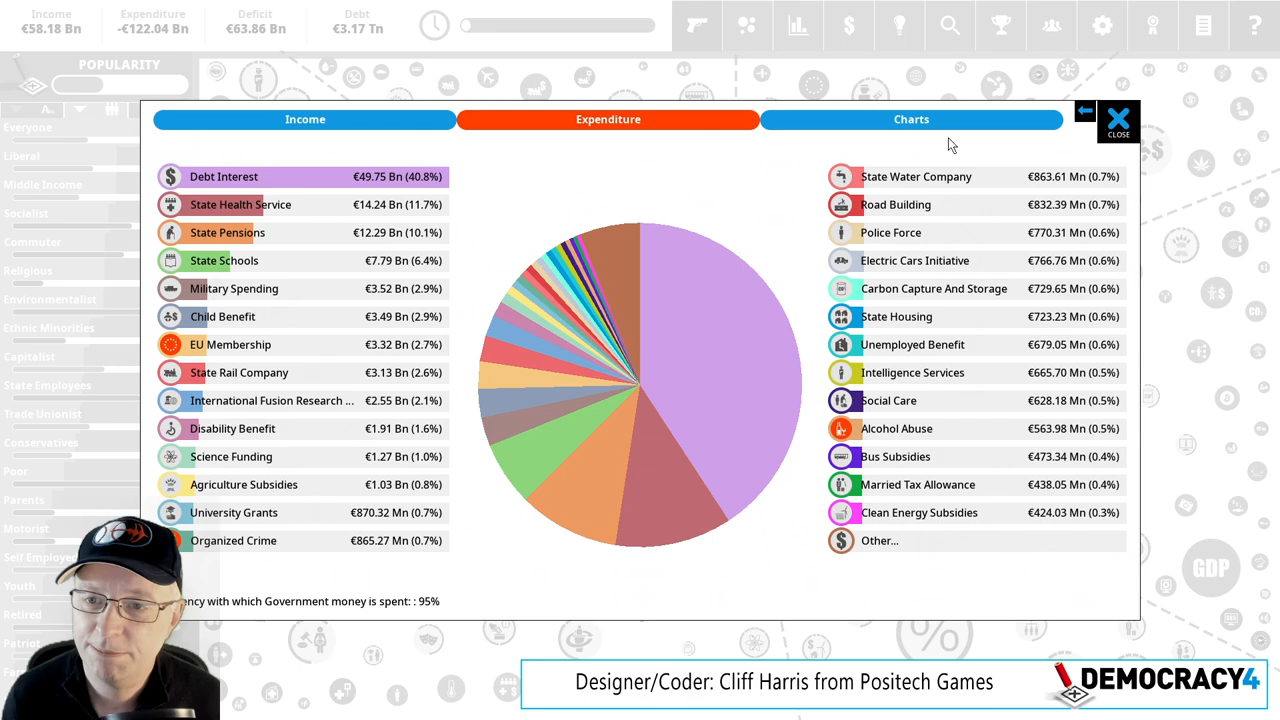 Income
Expenditure
Deficit
Debt
€58.18 Bn
-€122.04 Bn
€63.86 Bn
€3.17 Tn
POPULARITY
Everyone
Liberal
Middle Income
Socialist
Commuter
Religious
Environmentalist
Ethnic Minorities
Capitalist
State Employees
Trade Unionist
Conservatives
Poor
Parents
Motorist
Self Employed
Youth
Retired
Patriot
Income
Expenditure
Charts
CLOSE
Debt Interest €49.75 Bn (40.8%)
State Health Service €14.24 Bn (11.7%)
State Pensions €12.29 Bn (10.1%)
State Schools €7.79 Bn (6.4%)
Military Spending €3.52 Bn (2.9%)
Child Benefit €3.49 Bn (2.9%)
EU Membership €3.32 Bn (2.7%)
State Rail Company €3.13 Bn (2.6%)
International Fusion Research ... €2.55 Bn (2.1%)
Disability Benefit €1.91 Bn (1.6%)
Science Funding €1.27 Bn (1.0%)
Agriculture Subsidies €1.03 Bn (0.8%)
University Grants €870.32 Mn (0.7%)
Organized Crime €865.27 Mn (0.7%)
State Water Company €863.61 Mn (0.7%)
Road Building €832.39 Mn (0.7%)
Police Force €770.31 Mn (0.6%)
Electric Cars Initiative €766.76 Mn (0.6%)
Carbon Capture And Storage €729.65 Mn (0.6%)
State Housing €723.23 Mn (0.6%)
Unemployed Benefit €679.05 Mn (0.6%)
Intelligence Services €665.70 Mn (0.5%)
Social Care €628.18 Mn (0.5%)
Alcohol Abuse €563.98 Mn (0.5%)
Bus Subsidies €473.34 Mn (0.4%)
Married Tax Allowance €438.05 Mn (0.4%)
Clean Energy Subsidies €424.03 Mn (0.3%)
Other...
ency with which Government money is spent: : 95%
GDP
Designer/Coder: Cliff Harris from Positech Games
DEMOCRACY4